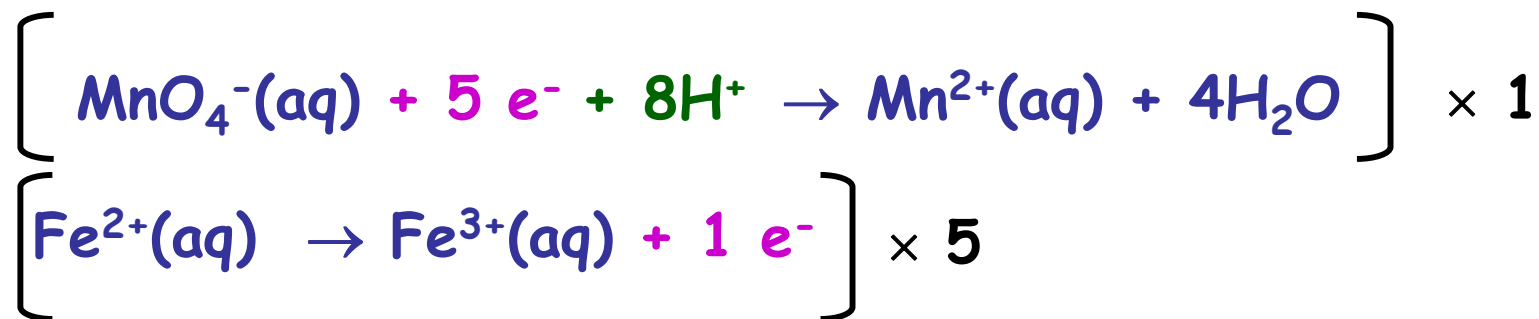 [ MnO₄⁻(aq) + 5 e⁻ + 8H⁺ → Mn²⁺(aq) + 4H₂O ] × 1
[ Fe²⁺(aq) → Fe³⁺(aq) + 1 e⁻ ] × 5